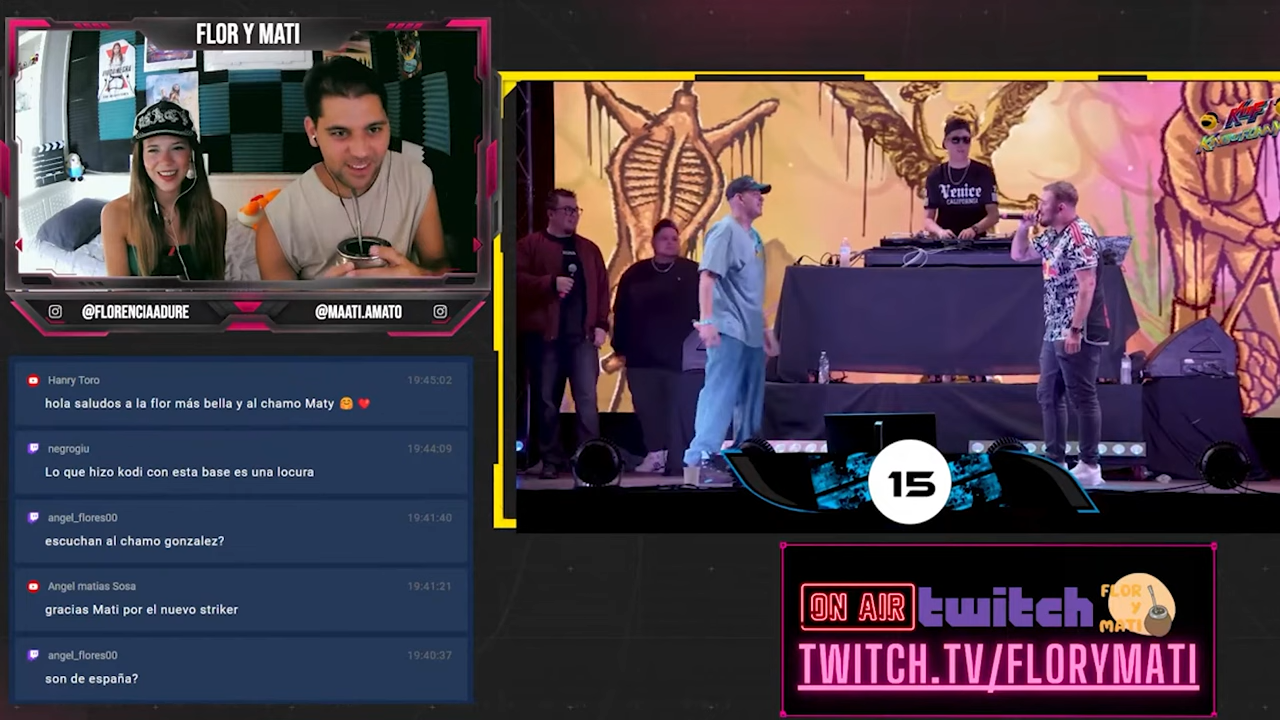 FLOR Y MATI
@FLORENCIAADURE
@MAATI.AMATO
Hanry Toro
19:45:02
hola saludos a la flor más bella y al chamo Maty 🤗 ❤️
negrogiu
19:44:09
Lo que hizo kodi con esta base es una locura
angel_flores00
19:41:40
escuchan al chamo gonzalez?
Angel matias Sosa
19:41:21
gracias Mati por el nuevo striker
angel_flores00
19:40:37
son de españa?
Venice
CALIFORNIA
15
ON AIR
twitch
FLOR
Y
MATI
TWITCH.TV/FLORYMATI